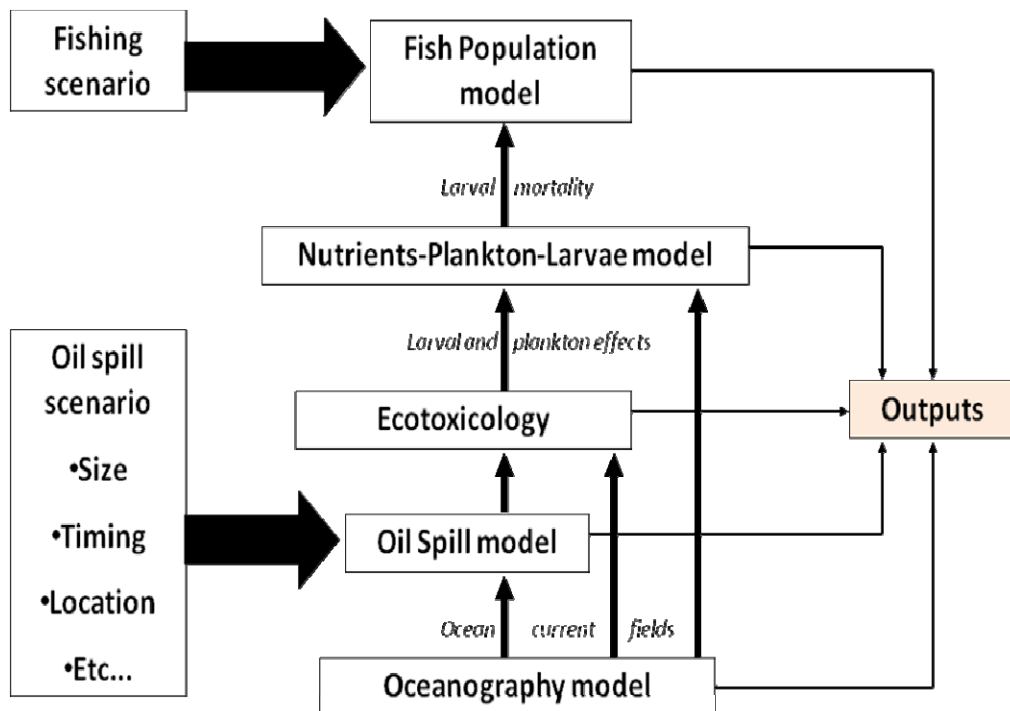 Fishing
scenario
Fish Population
model
Larval mortality
Nutrients-Plankton-Larvae model
Larval and plankton effects
Oil spill
scenario
•Size
•Timing
•Location
•Etc...
Ecotoxicology
Outputs
Oil Spill model
Ocean current fields
Oceanography model